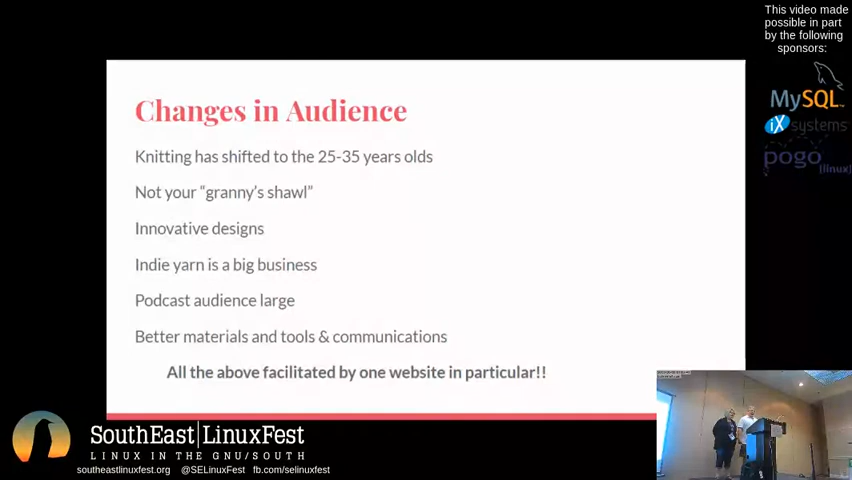 This video made
possible in part
by the following
sponsors:
MySQL
iX systems
pogo
[linux]
Changes in Audience
Knitting has shifted to the 25-35 years olds
Not your “granny’s shawl”
Innovative designs
Indie yarn is a big business
Podcast audience large
Better materials and tools & communications
All the above facilitated by one website in particular!!
SouthEast|LinuxFest
LINUX IN THE GNU/SOUTH
southeastlinuxfest.org @SELinuxFest fb.com/selinuxfest